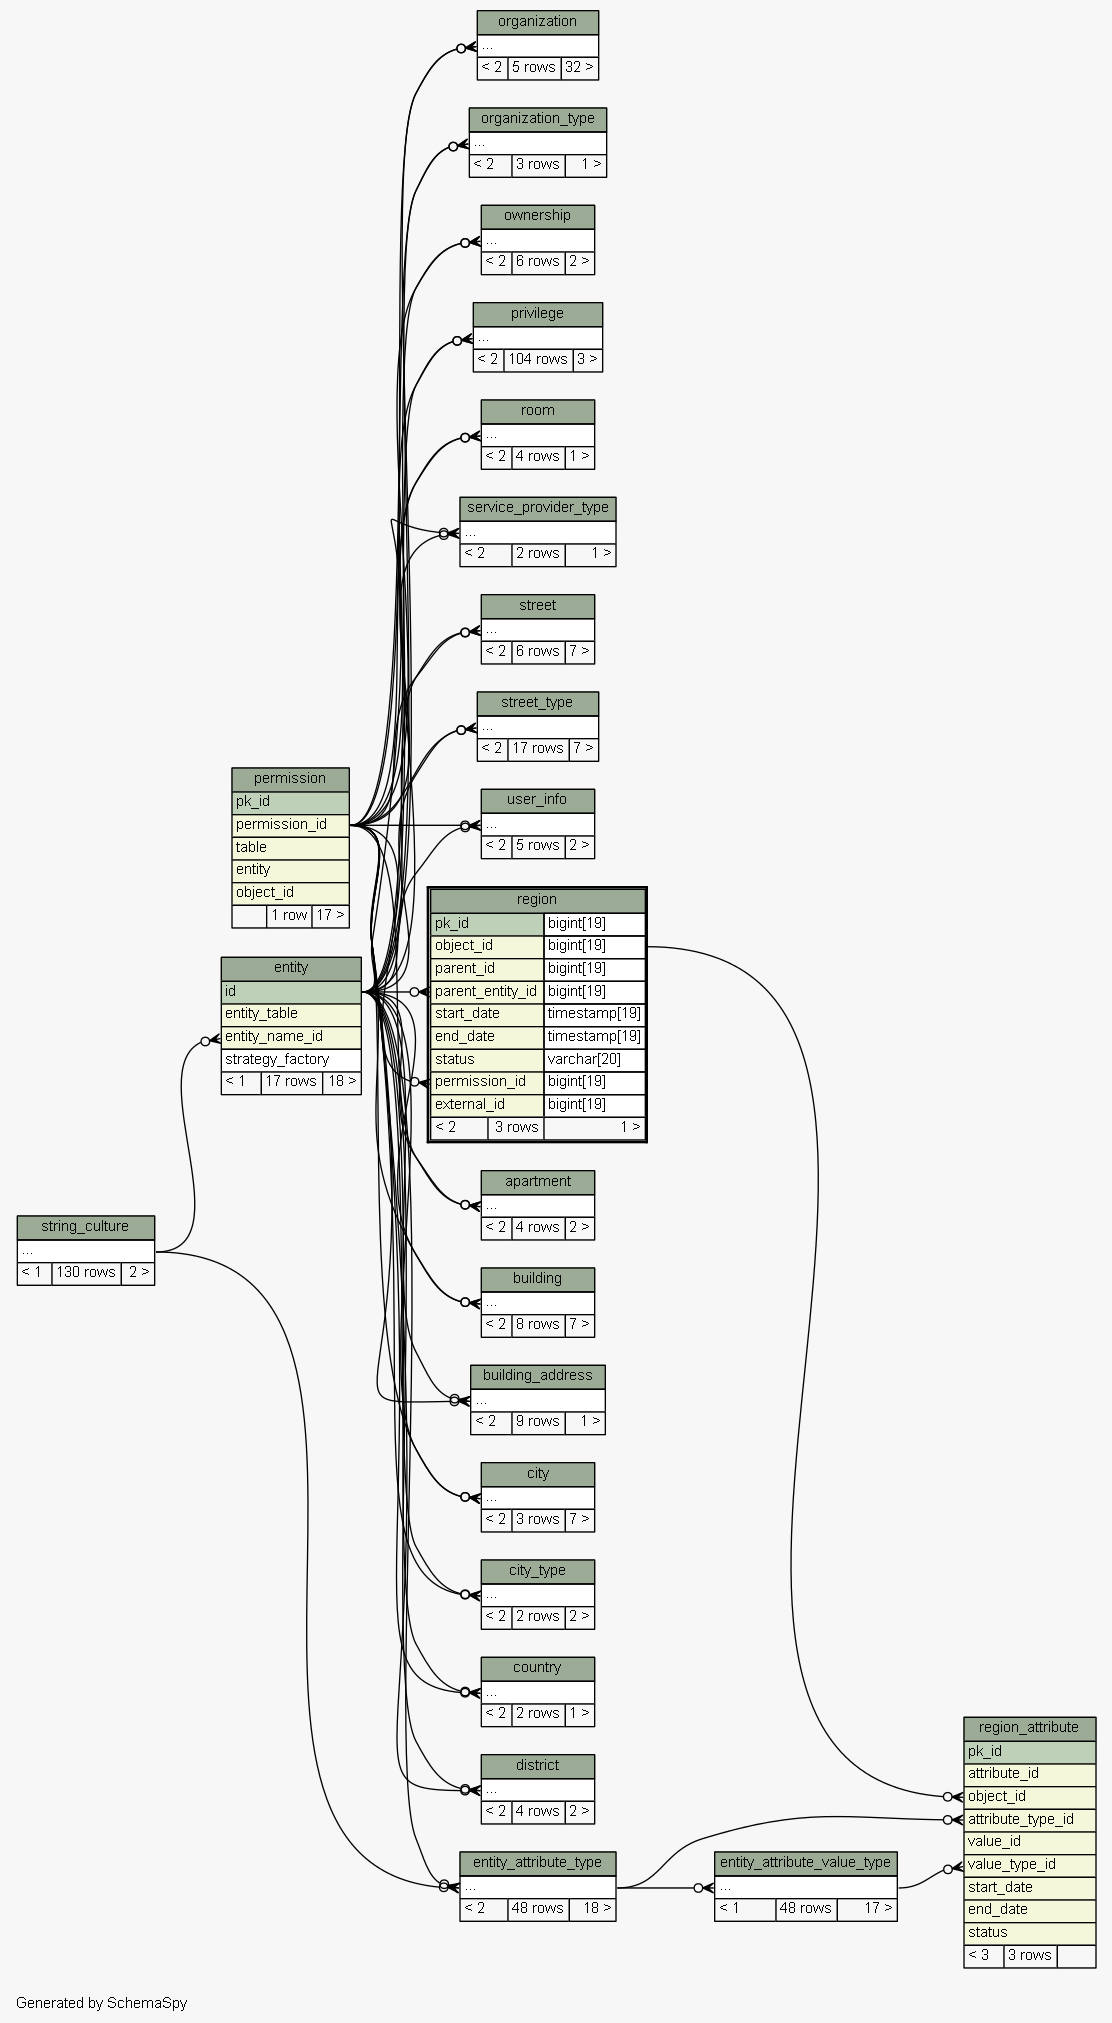 organization
...
< 2 5 rows 32 >
organization_type
...
< 2 3 rows 1 >
ownership
...
< 2 6 rows 2 >
privilege
...
< 2 104 rows 3 >
room
...
< 2 4 rows 1 >
service_provider_type
...
< 2 2 rows 1 >
street
...
< 2 6 rows 7 >
street_type
...
< 2 17 rows 7 >
permission
pk_id
permission_id
table
entity
object_id
1 row 17 >
user_info
...
< 2 5 rows 2 >
region
pk_id bigint[19]
object_id bigint[19]
parent_id bigint[19]
parent_entity_id bigint[19]
start_date timestamp[19]
end_date timestamp[19]
status varchar[20]
permission_id bigint[19]
external_id bigint[19]
< 2 3 rows 1 >
entity
id
entity_table
entity_name_id
strategy_factory
< 1 17 rows 18 >
apartment
...
< 2 4 rows 2 >
string_culture
...
< 1 130 rows 2 >
building
...
< 2 8 rows 7 >
building_address
...
< 2 9 rows 1 >
city
...
< 2 3 rows 7 >
city_type
...
< 2 2 rows 2 >
country
...
< 2 2 rows 1 >
district
...
< 2 4 rows 2 >
entity_attribute_type
...
< 2 48 rows 18 >
entity_attribute_value_type
...
< 1 48 rows 17 >
region_attribute
pk_id
attribute_id
object_id
attribute_type_id
value_id
value_type_id
start_date
end_date
status
< 3 3 rows
Generated by SchemaSpy